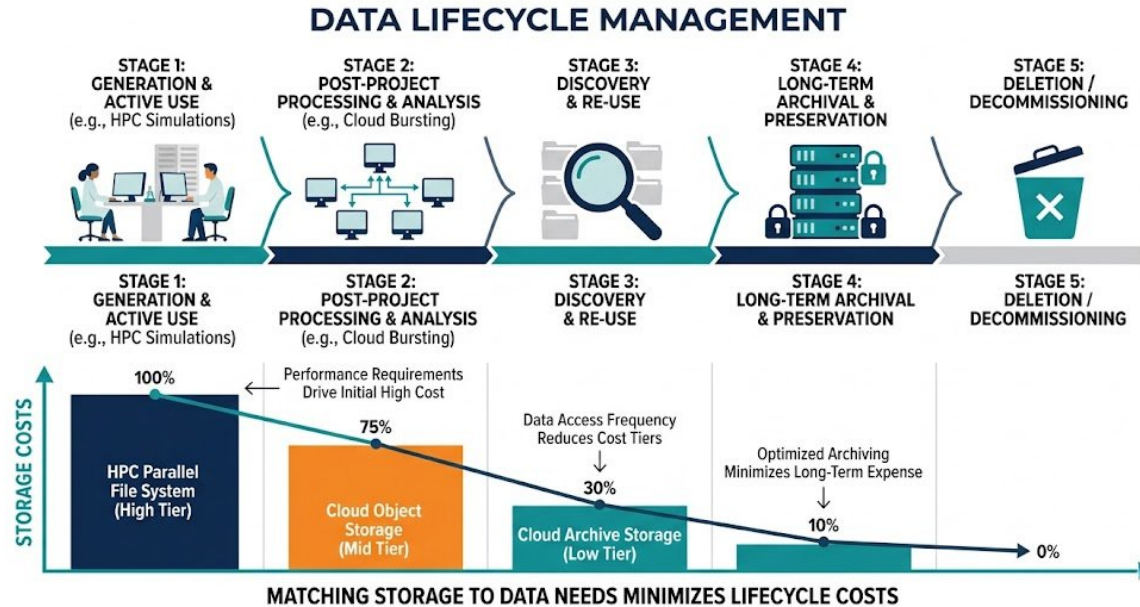 DATA LIFECYCLE MANAGEMENT
STAGE 1:
GENERATION &
ACTIVE USE
(e.g., HPC Simulations)
STAGE 2:
POST-PROJECT
PROCESSING & ANALYSIS
(e.g., Cloud Bursting)
STAGE 3:
DISCOVERY
& RE-USE
STAGE 4:
LONG-TERM
ARCHIVAL &
PRESERVATION
STAGE 5:
DELETION /
DECOMMISSIONING
STAGE 1:
GENERATION &
ACTIVE USE
(e.g., HPC Simulations)
STAGE 2:
POST-PROJECT
PROCESSING & ANALYSIS
(e.g., Cloud Bursting)
STAGE 3:
DISCOVERY
& RE-USE
STAGE 4:
LONG-TERM ARCHIVAL
& PRESERVATION
STAGE 5:
DELETION /
DECOMMISSIONING
STORAGE COSTS
100%
Performance Requirements
Drive Initial High Cost
HPC Parallel
File System
(High Tier)
75%
Cloud Object
Storage
(Mid Tier)
Data Access Frequency
Reduces Cost Tiers
30%
Cloud Archive Storage
(Low Tier)
Optimized Archiving
Minimizes Long-Term Expense
10%
0%
MATCHING STORAGE TO DATA NEEDS MINIMIZES LIFECYCLE COSTS